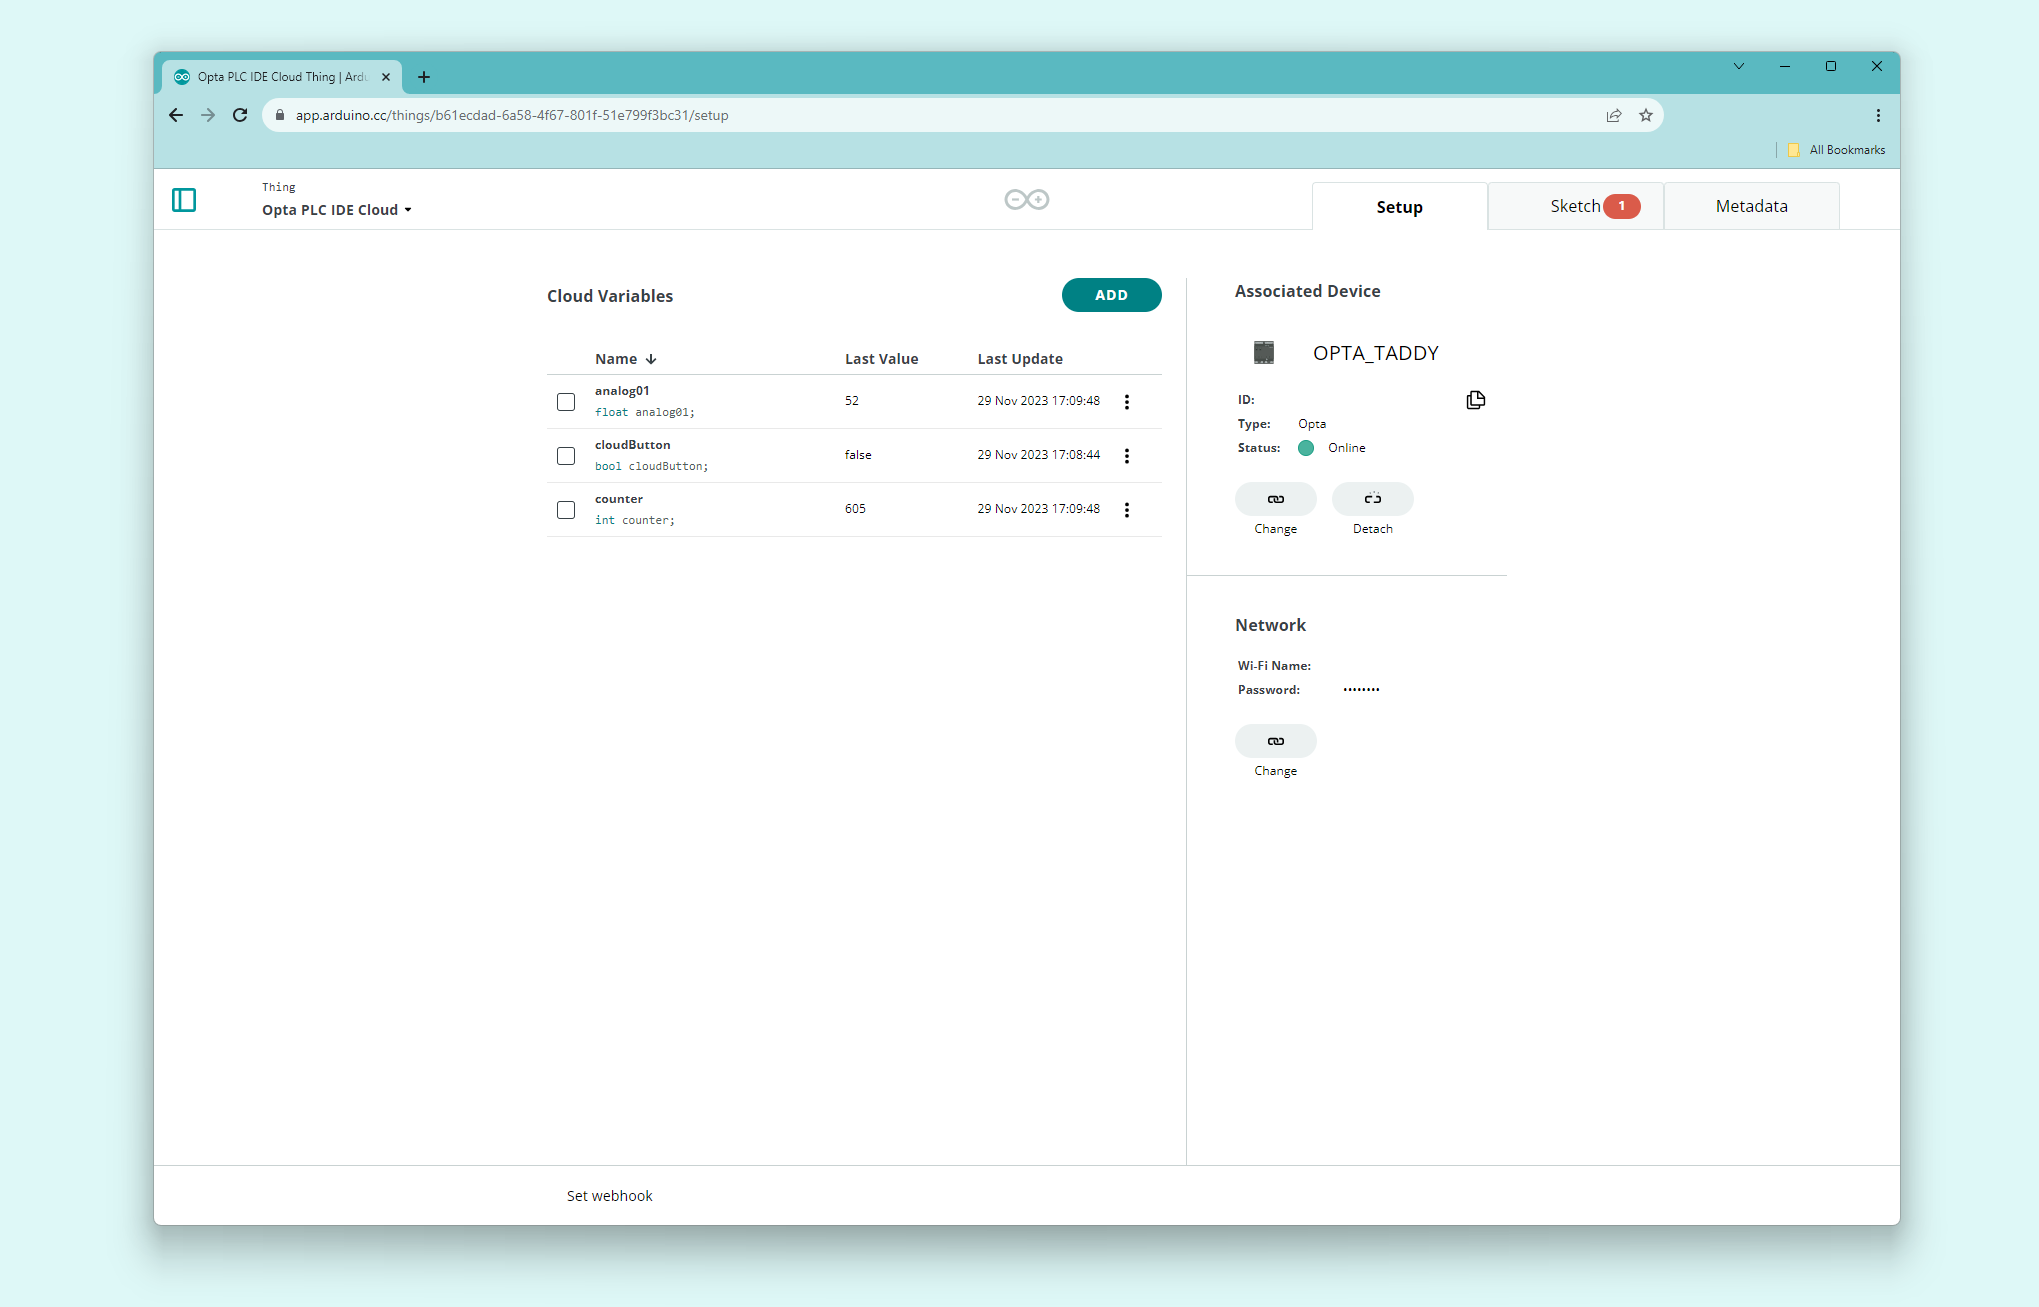 Opta PLC IDE Cloud Thing | Ardu
app.arduino.cc/things/b61ecdad-6a58-4f67-801f-51e799f3bc31/setup
All Bookmarks
Thing
Opta PLC IDE Cloud
Setup
Sketch 1
Metadata
Cloud Variables
ADD
Name Last Value Last Update
analog01
float analog01;
52
29 Nov 2023 17:09:48
cloudButton
bool cloudButton;
false
29 Nov 2023 17:08:44
counter
int counter;
605
29 Nov 2023 17:09:48
Associated Device
OPTA_TADDY
ID:
Type: Opta
Status: Online
Change
Detach
Network
Wi-Fi Name:
Password: ········
Change
Set webhook